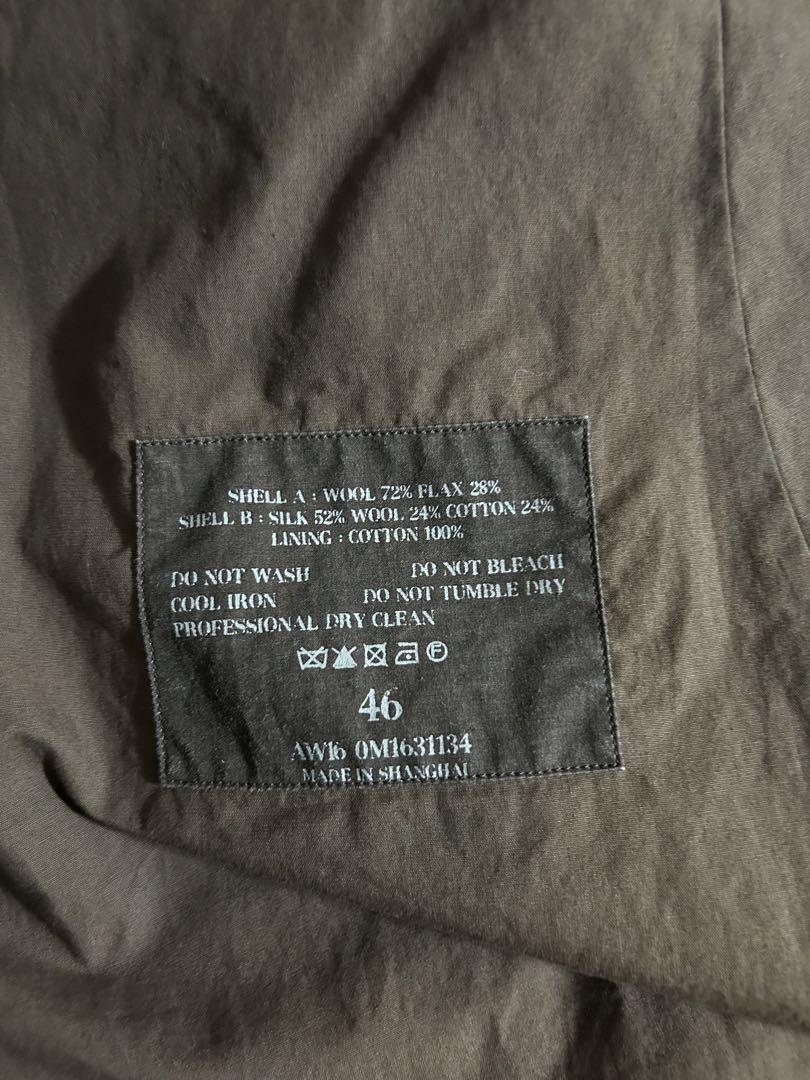 SHELL A : WOOL 72% FLAX 28%
SHELL B : SILK 52% WOOL 24% COTTON 24%
LINING : COTTON 100%
DO NOT WASH DO NOT BLEACH
COOL IRON DO NOT TUMBLE DRY
PROFESSIONAL DRY CLEAN
F
46
AW16 0M1631134
MADE IN SHANGHAI